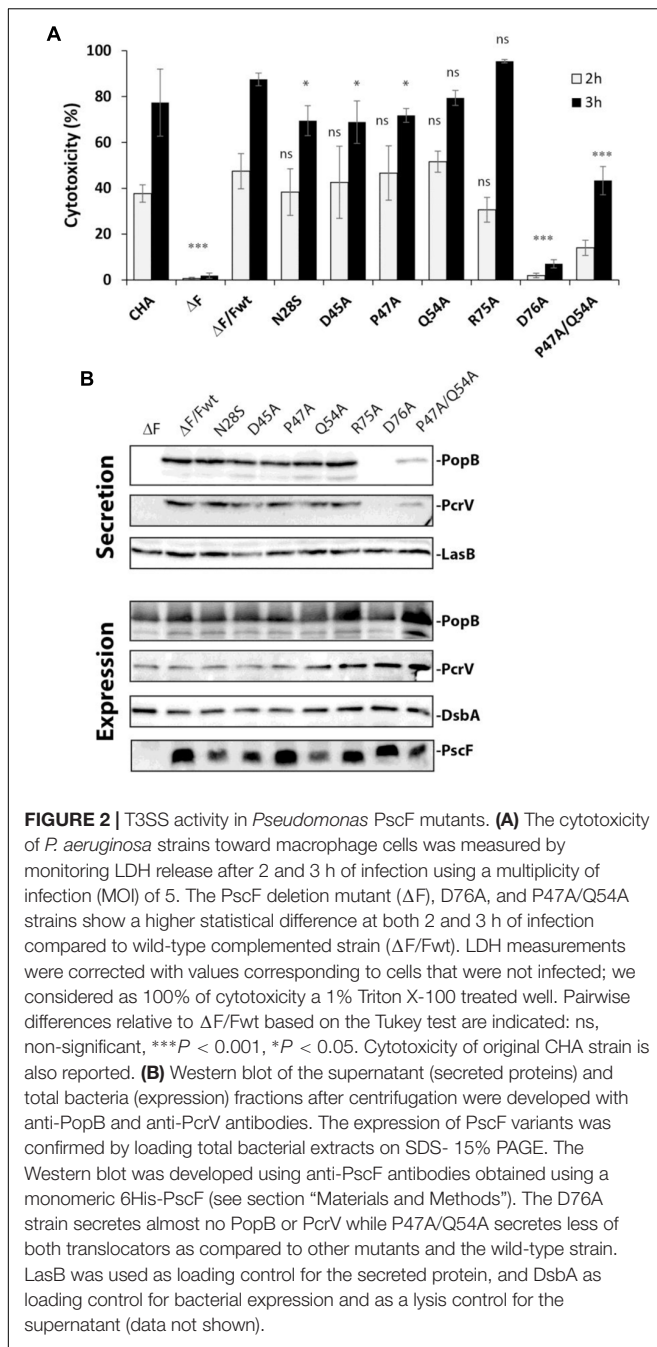 A
Cytotoxicity (%)
100
80
60
40
20
0
2h
3h
***
ns
*
ns
*
ns
*
ns
ns
ns
ns
***
***
CHA
ΔF
ΔF/Fwt
N28S
D45A
P47A
Q54A
R75A
D76A
P47A/Q54A
B
ΔF
ΔF/Fwt
N28S
D45A
P47A
Q54A
R75A
D76A
P47A/Q54A
Secretion
-PopB
-PcrV
-LasB
Expression
-PopB
-PcrV
-DsbA
-PscF
FIGURE 2 | T3SS activity in Pseudomonas PscF mutants. (A) The cytotoxicity
of P. aeruginosa strains toward macrophage cells was measured by
monitoring LDH release after 2 and 3 h of infection using a multiplicity of
infection (MOI) of 5. The PscF deletion mutant (ΔF), D76A, and P47A/Q54A
strains show a higher statistical difference at both 2 and 3 h of infection
compared to wild-type complemented strain (ΔF/Fwt). LDH measurements
were corrected with values corresponding to cells that were not infected; we
considered as 100% of cytotoxicity a 1% Triton X-100 treated well. Pairwise
differences relative to ΔF/Fwt based on the Tukey test are indicated: ns,
non-significant, ***P < 0.001, *P < 0.05. Cytotoxicity of original CHA strain is
also reported. (B) Western blot of the supernatant (secreted proteins) and
total bacteria (expression) fractions after centrifugation were developed with
anti-PopB and anti-PcrV antibodies. The expression of PscF variants was
confirmed by loading total bacterial extracts on SDS- 15% PAGE. The
Western blot was developed using anti-PscF antibodies obtained using a
monomeric 6His-PscF (see section “Materials and Methods”). The D76A
strain secretes almost no PopB or PcrV while P47A/Q54A secretes less of
both translocators as compared to other mutants and the wild-type strain.
LasB was used as loading control for the secreted protein, and DsbA as
loading control for bacterial expression and as a lysis control for the
supernatant (data not shown).